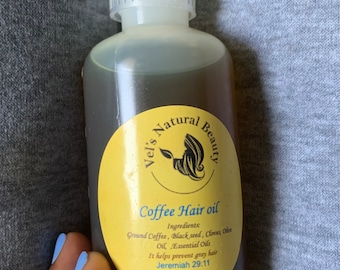 Vel's Natural Beauty
Coffee Hair oil
Ingredients:
Ground Coffee , Black seed , Cloves, Olive
Oil, Essential Oils
It helps prevent gray hair
Jeremiah 29:11